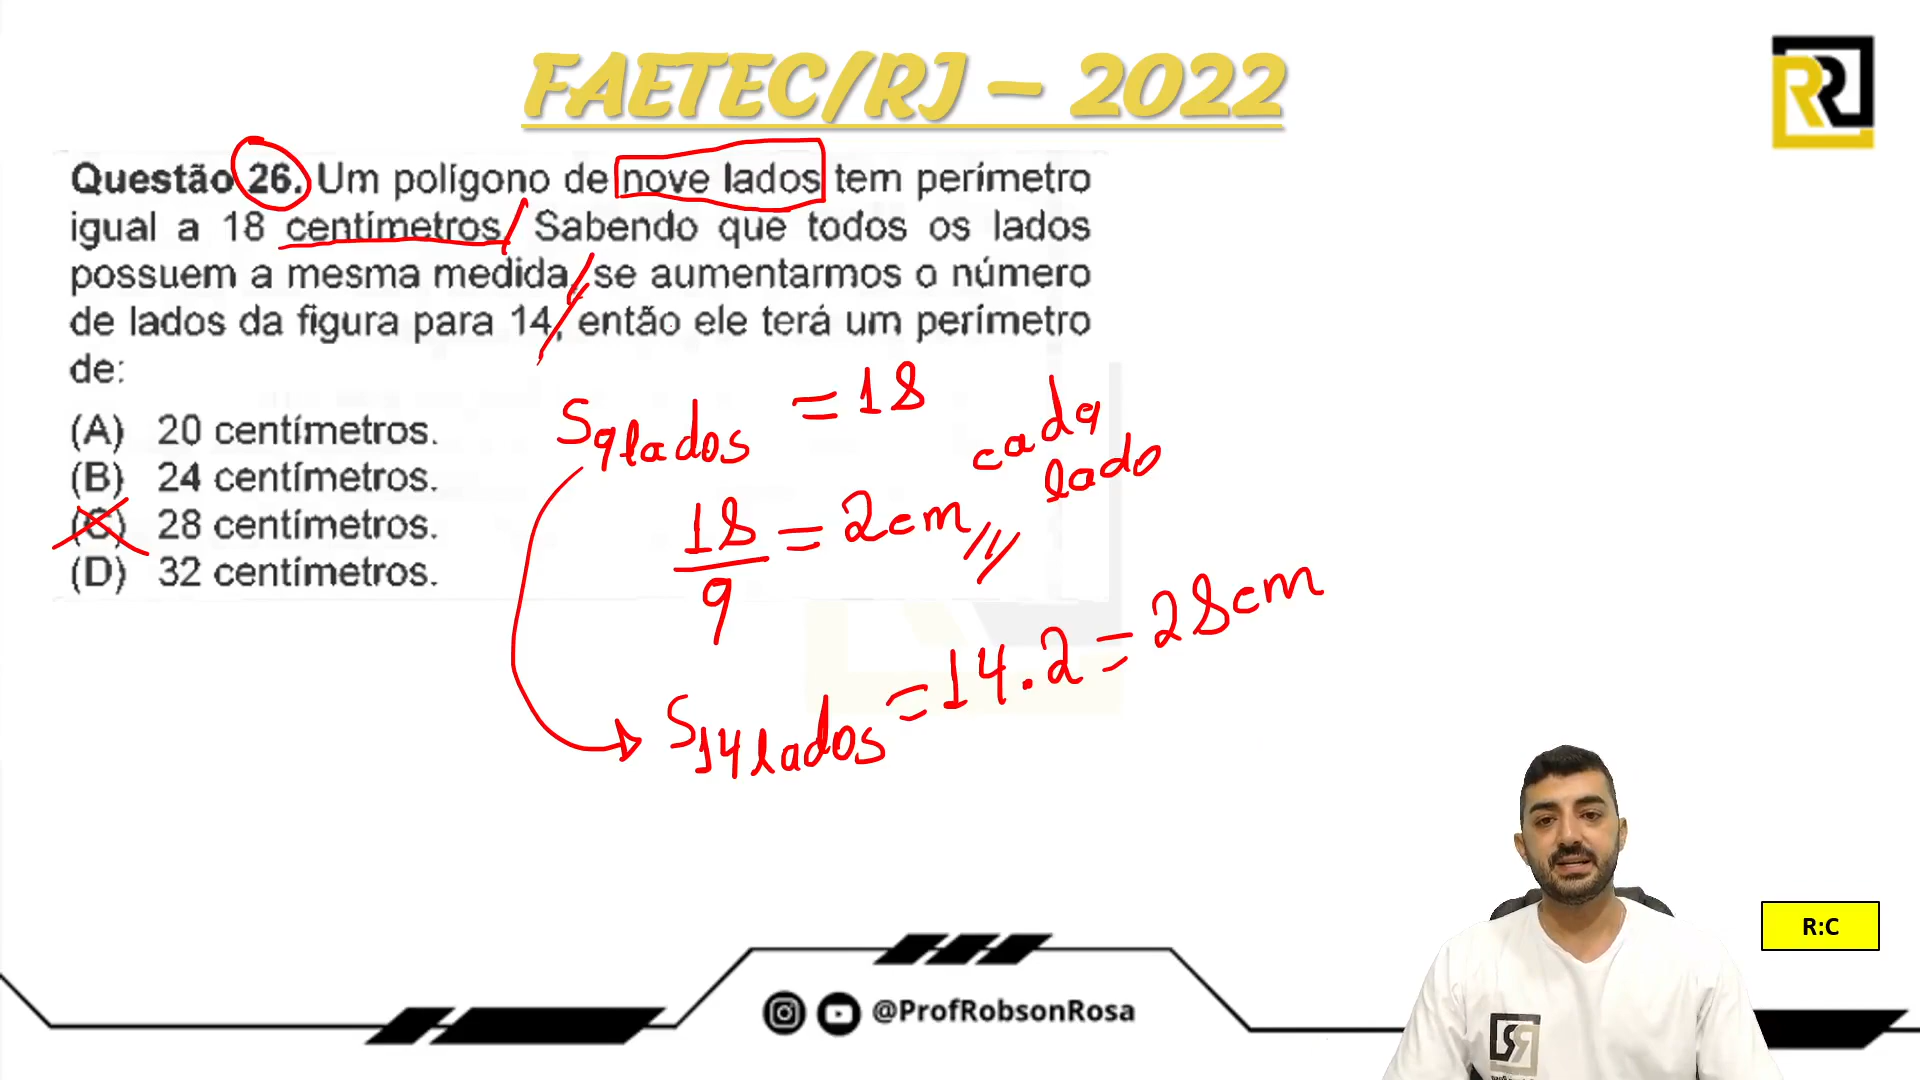 FAETEC/RJ – 2022
Questão 26. Um polígono de nove lados tem perímetro
igual a 18 centímetros. Sabendo que todos os lados
possuem a mesma medida, se aumentarmos o número
de lados da figura para 14, então ele terá um perímetro
de:
(A) 20 centímetros.
(B) 24 centímetros.
(C) 28 centímetros.
(D) 32 centímetros.
S9lados = 18
18/9 = 2cm
cada
lado
S14lados = 14.2 = 28cm
R:C
@ProfRobsonRosa